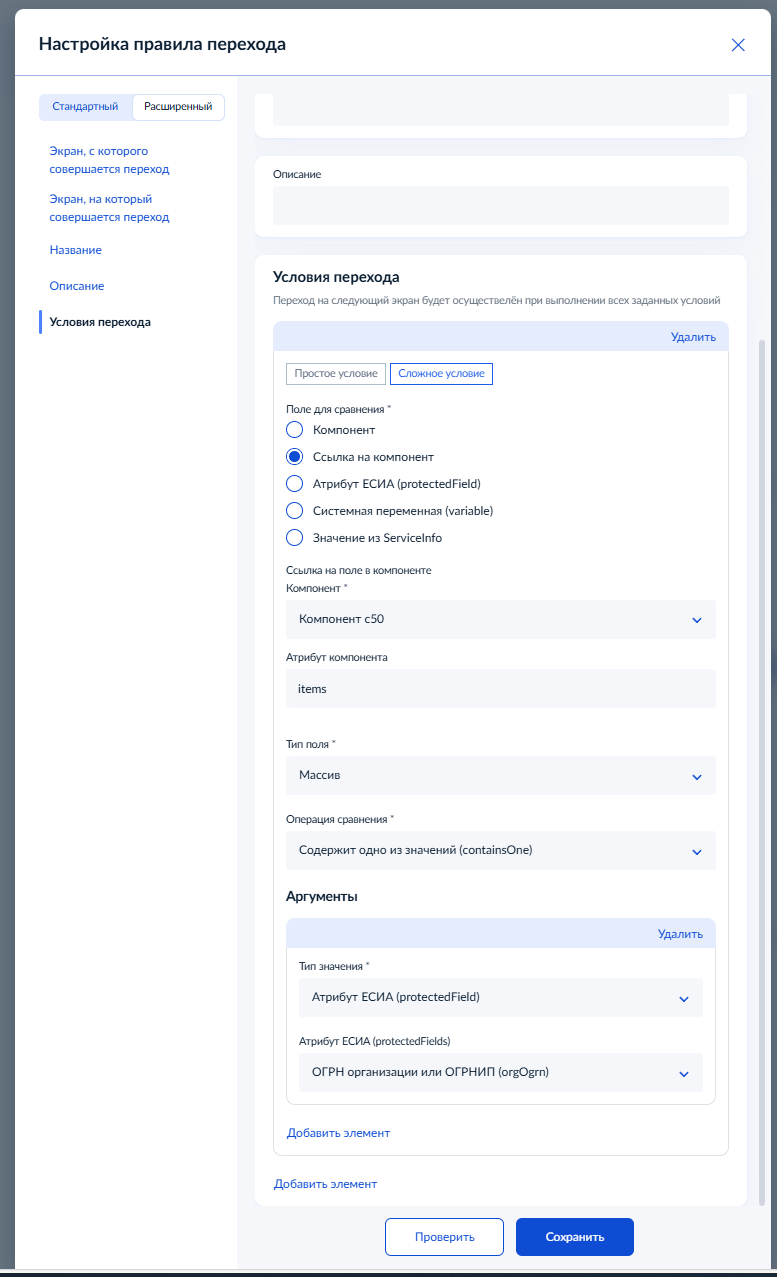 Настройка правила перехода
Стандартный
Расширенный
Экран, с которого
совершается переход
Экран, на который
совершается переход
Название
Описание
Условия перехода
Описание
Условия перехода
Переход на следующий экран будет осуществелён при выполнении всех заданных условий
Удалить
Простое условие
Сложное условие
Поле для сравнения *
Компонент
Ссылка на компонент
Атрибут ЕСИА (protectedField)
Системная переменная (variable)
Значение из ServiceInfo
Ссылка на поле в компоненте
Компонент *
Компонент c50
Атрибут компонента
items
Тип поля *
Массив
Операция сравнения *
Содержит одно из значений (containsOne)
Аргументы
Удалить
Тип значения *
Атрибут ЕСИА (protectedField)
Атрибут ЕСИА (protectedFields)
ОГРН организации или ОГРНИП (orgOgrn)
Добавить элемент
Добавить элемент
Проверить
Сохранить